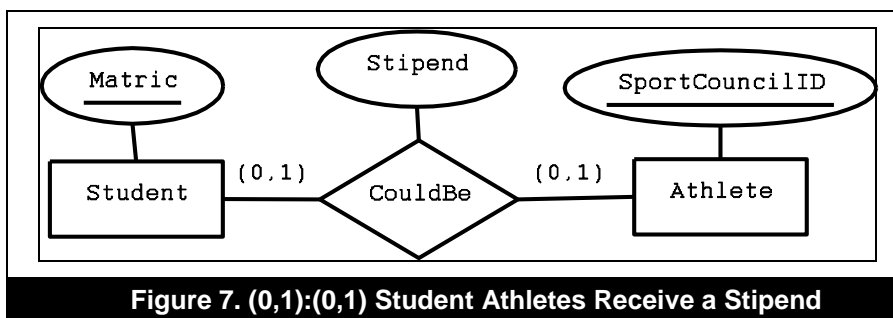 Stipend
Matric
SportCouncilID
(0,1)
(0,1)
Student
CouldBe
Athlete
Figure 7. (0,1):(0,1) Student Athletes Receive a Stipend